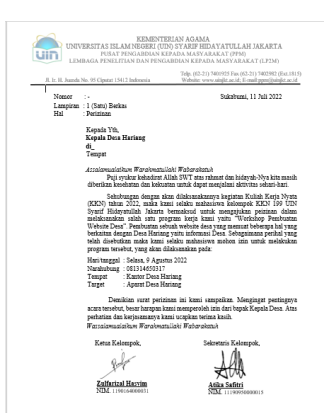 KEMENTERIAN AGAMA
UNIVERSITAS ISLAM NEGERI (UIN) SYARIF HIDAYATULLAH JAKARTA
PUSAT PENGABDIAN KEPADA MASYARAKAT (PPM)
LEMBAGA PENELITIAN DAN PENGABDIAN KEPADA MASYARAKAT (LP2M)
uin
Telp. (62-21) 7401925 Fax (62-21) 7402982 (Ext.1815)
Jl. Ir. H. Juanda No. 95 Ciputat 15412 Indonesia Website: www.uinjkt.ac.id; E-mail:
Nomor : - Sukabumi, 11 Juli 2022
Lampiran : 1 (Satu) Berkas
Hal : Perizinan
Kepada Yth,
Kepala Desa Hariang
di_
Tempat
Assalamualaikum Warahmatullahi Wabarakatuh
Puji syukur kehadirat Allah SWT atas rahmat dan hidayah-Nya kita masih
diberikan kesehatan dan kekuatan untuk dapat menjalani aktivitas sehari-hari.
Sehubungan dengan akan dilaksanakannya kegiatan Kuliah Kerja Nyata
(KKN) tahun 2022, maka kami selaku mahasiswa kelompok KKN 199 UIN
Syarif Hidayatullah Jakarta bermaksud untuk mengajukan perizinan dalam
melaksanakan salah satu program kerja kami yaitu "Workshop Pembuatan
Website Desa". Pembuatan sebuah website desa yang memuat beberapa hal yang
berkaitan dengan Desa Hariang yaitu informasi Desa. Sebagaimana perihal yang
telah disebutkan maka kami selaku mahasiswa mohon izin untuk melakukan
program tersebut, yang akan dilaksanakan pada:
Hari/tanggal : Selasa, 9 Agustus 2022
Narahubung : 081314650317
Tempat : Kantor Desa Hariang
Target : Aparat Desa Hariang
Demikian surat perizinan ini kami sampaikan. Mengingat pentingnya
acara tersebut, besar harapan kami memperoleh izin dari bapak Kepala Desa. Atas
perhatian dan kerjasamanya kami ucapkan terima kasih.
Wassalamualaikum Warahmatullahi Wabarakatuh
Ketua Kelompok, Sekretaris Kelompok,
Zulfarizal Hasyim Atika Safitri
NIM. 11190164000031 NIM. 11190950000015